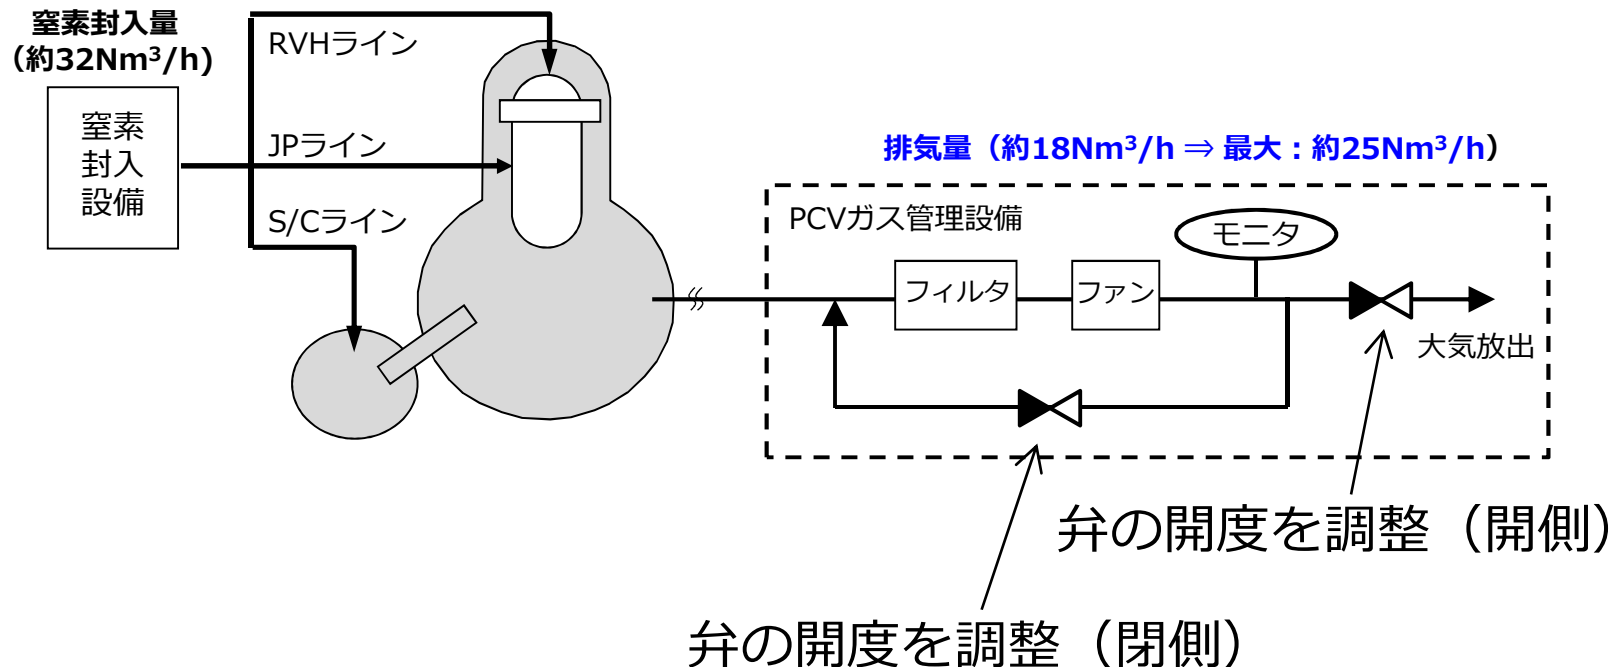 窒素封入量
（約32Nm³/h)
窒素
封入
設備
RVHライン
JPライン
S/Cライン
排気量（約18Nm³/h ⇒ 最大：約25Nm³/h）
PCVガス管理設備
モニタ
フィルタ
ファン
大気放出
弁の開度を調整（開側）
弁の開度を調整（閉側）